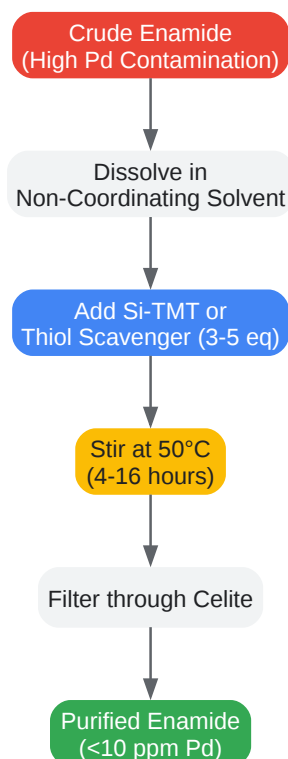 Crude Enamide
(High Pd Contamination)
Dissolve in
Non-Coordinating Solvent
Add Si-TMT or
Thiol Scavenger (3-5 eq)
Stir at 50°C
(4-16 hours)
Filter through Celite
Purified Enamide
(<10 ppm Pd)